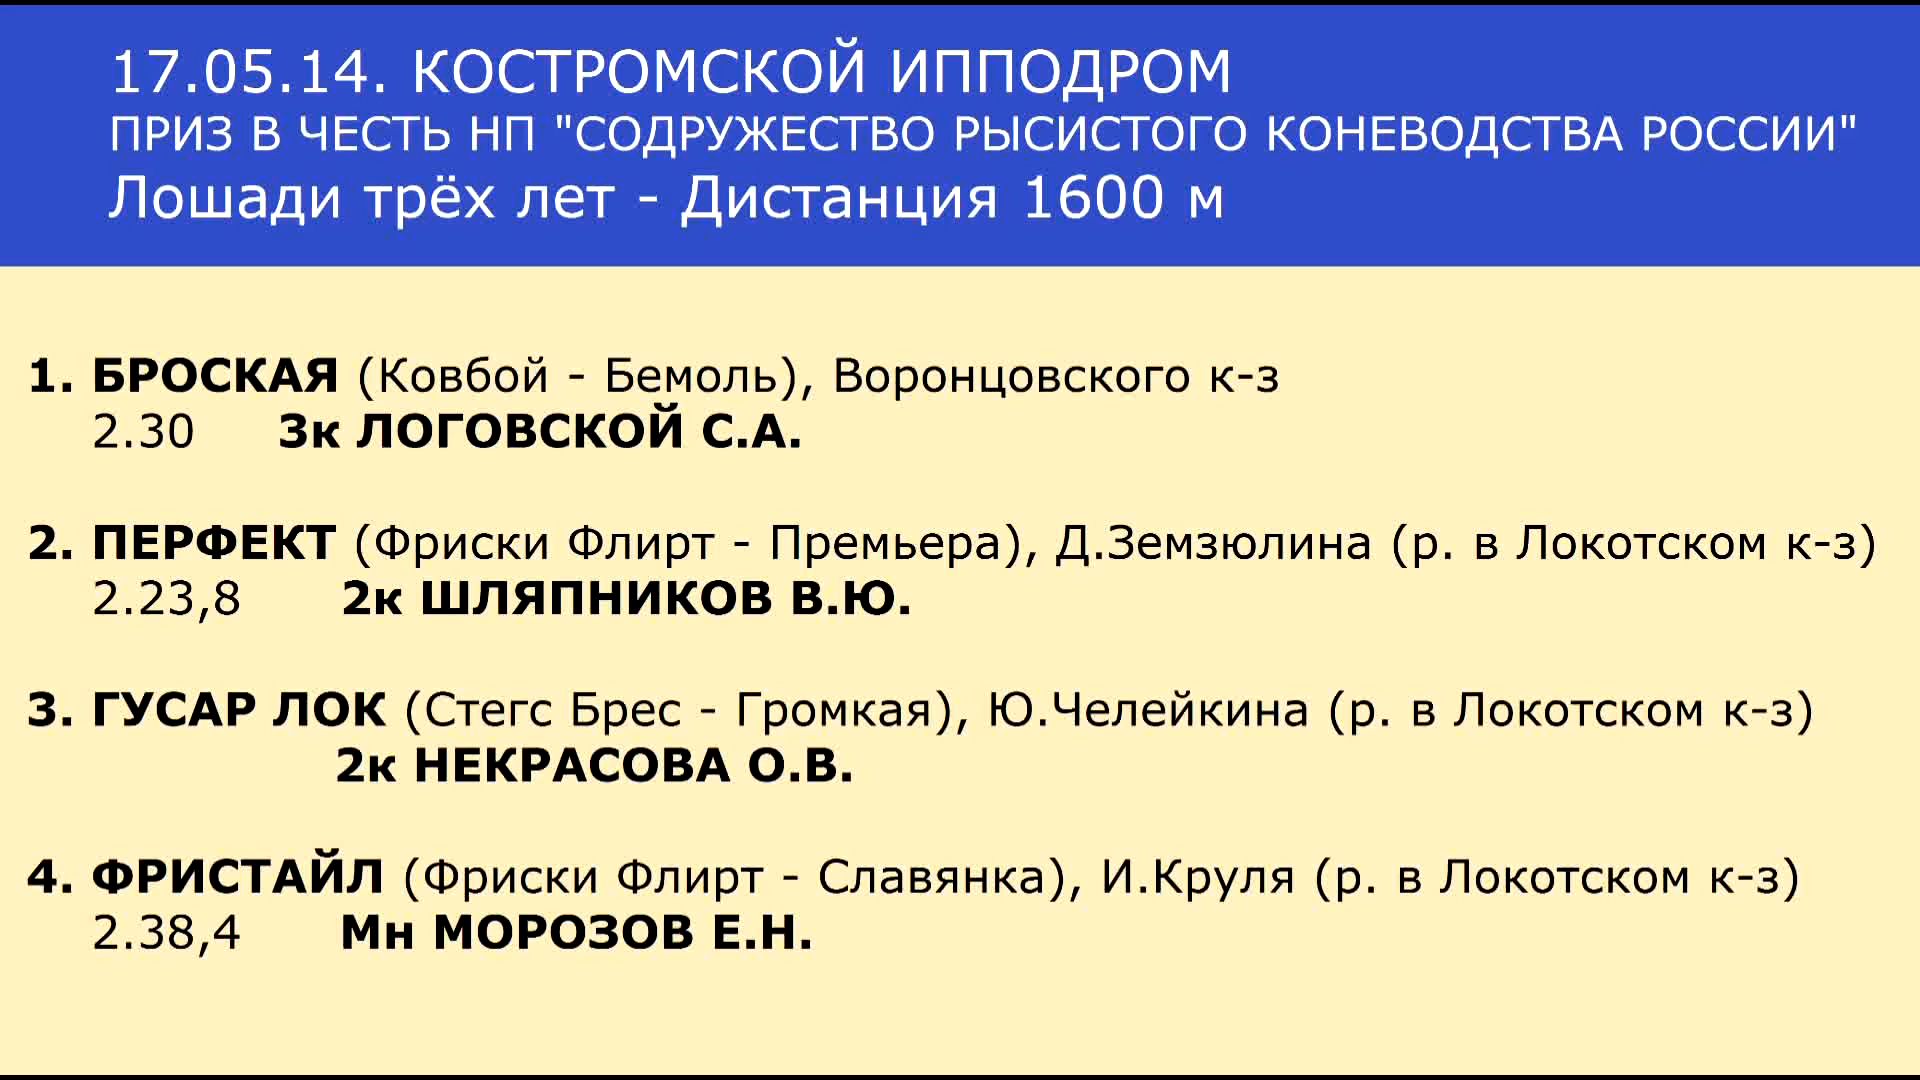 17.05.14. КОСТРОМСКОЙ ИППОДРОМ
ПРИЗ В ЧЕСТЬ НП "СОДРУЖЕСТВО РЫСИСТОГО КОНЕВОДСТВА РОССИИ"
Лошади трёх лет - Дистанция 1600 м
1. БРОСКАЯ (Ковбой - Бемоль), Воронцовского к-з
2.30 3к ЛОГОВСКОЙ С.А.
2. ПЕРФЕКТ (Фриски Флирт - Премьера), Д.Земзюлина (р. в Локотском к-з)
2.23,8 2к ШЛЯПНИКОВ В.Ю.
3. ГУСАР ЛОК (Стегс Брес - Громкая), Ю.Челейкина (р. в Локотском к-з)
2к НЕКРАСОВА О.В.
4. ФРИСТАЙЛ (Фриски Флирт - Славянка), И.Круля (р. в Локотском к-з)
2.38,4 Мн МОРОЗОВ Е.Н.